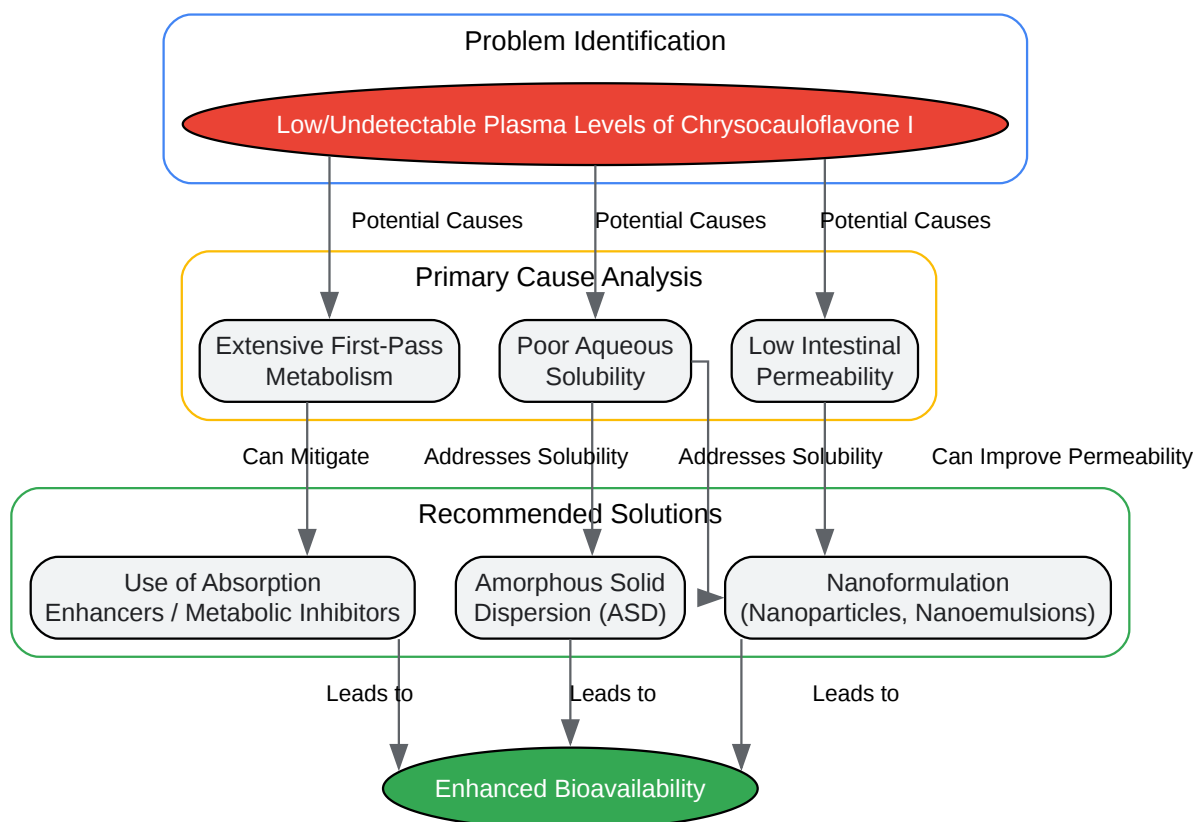 Problem Identification
Low/Undetectable Plasma Levels of Chrysocauloflavone I
Potential Causes
Potential Causes
Potential Causes
Primary Cause Analysis
Extensive First-Pass
Metabolism
Poor Aqueous
Solubility
Low Intestinal
Permeability
Can Mitigate
Addresses Solubility
Addresses Solubility
Can Improve Permeability
Recommended Solutions
Use of Absorption
Enhancers / Metabolic Inhibitors
Amorphous Solid
Dispersion (ASD)
Nanoformulation
(Nanoparticles, Nanoemulsions)
Leads to
Leads to
Leads to
Enhanced Bioavailability